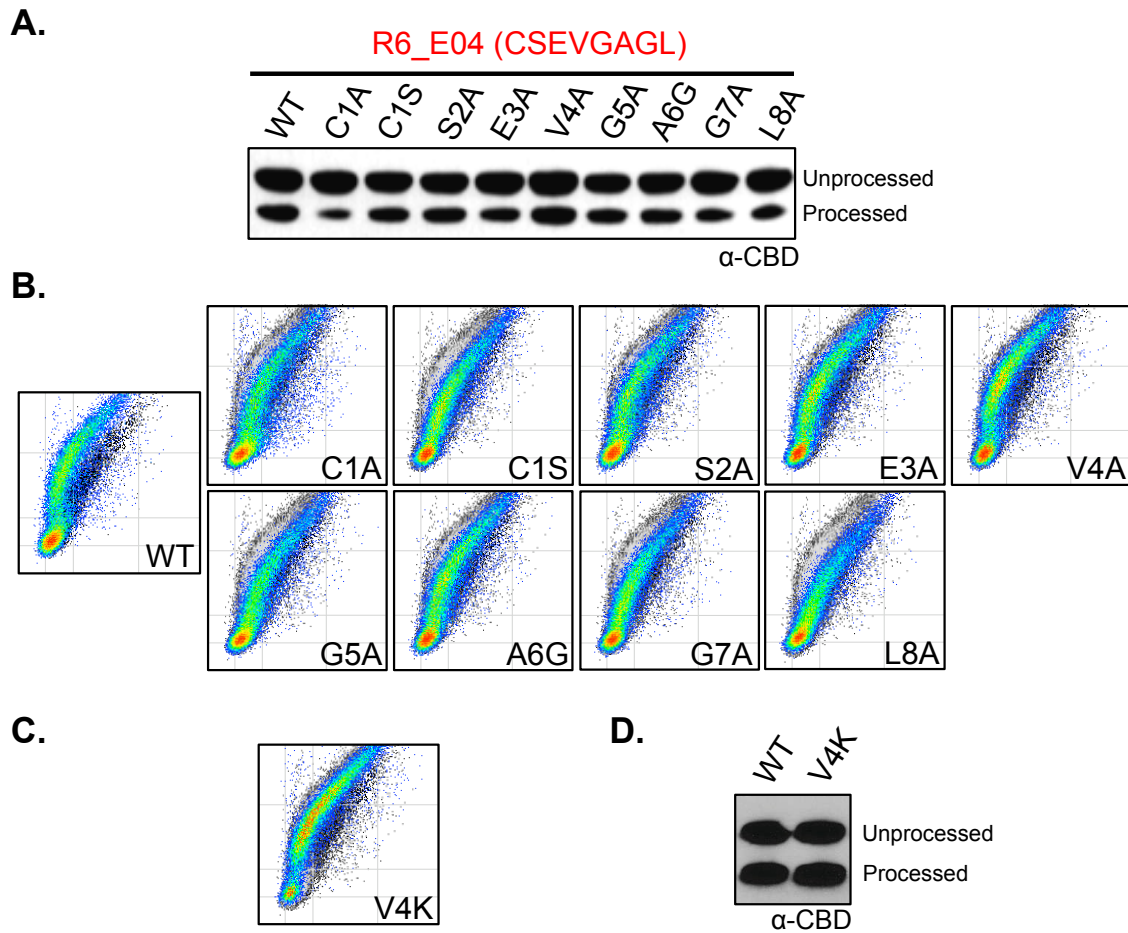 A.
R6_E04 (CSEVGAGL)
WT C1A C1S S2A E3A V4A G5A A6G G7A L8A
Unprocessed
Processed
α-CBD
B.
WT
C1A C1S S2A E3A V4A
G5A A6G G7A L8A
C.
V4K
D.
WT V4K
Unprocessed
Processed
α-CBD